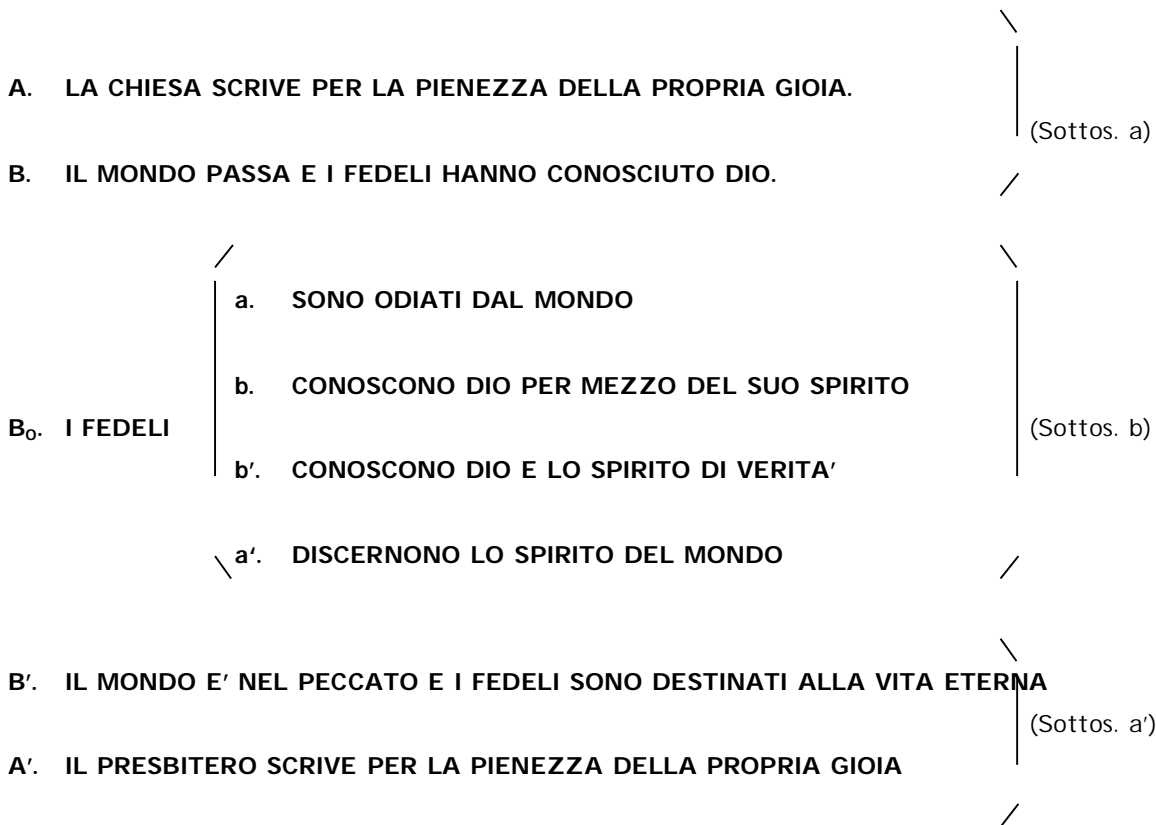 A. LA CHIESA SCRIVE PER LA PIENEZZA DELLA PROPRIA GIOIA.
(Sottos. a)
B. IL MONDO PASSA E I FEDELI HANNO CONOSCIUTO DIO.
a. SONO ODIATI DAL MONDO
b. CONOSCONO DIO PER MEZZO DEL SUO SPIRITO
B₀. I FEDELI (Sottos. b)
b'. CONOSCONO DIO E LO SPIRITO DI VERITA'
a'. DISCERNONO LO SPIRITO DEL MONDO
B'. IL MONDO E' NEL PECCATO E I FEDELI SONO DESTINATI ALLA VITA ETERNA
(Sottos. a')
A'. IL PRESBITERO SCRIVE PER LA PIENEZZA DELLA PROPRIA GIOIA